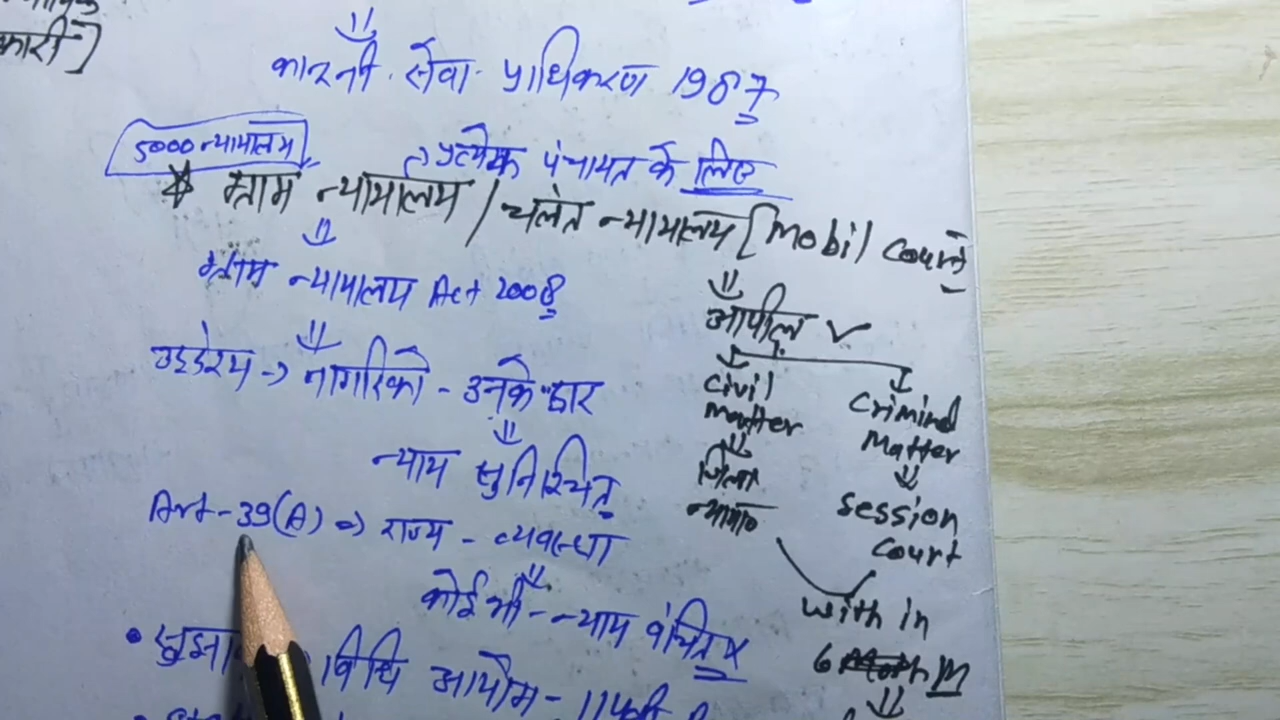 कारी]
कानूनी सेवा प्राधिकरण 1987
5000 न्यायालय
→ प्रत्येक पंचायत के लिए
* ग्राम न्यायालय / चलित न्यायालय [Mobil Court]
ग्राम न्यायालय Act 2008
उद्देश्य → नागरिको - उनके "द्वार
न्याय सुनिश्चित
Art - 39(A) ⇒ राज्य - व्यवस्था
कोई भी - न्याय वंचित x
• विधि आयोग - 114वी
अपील ✓
Civil Matter
जिला न्याया०
Criminal Matter
Session Court
with in
6 M